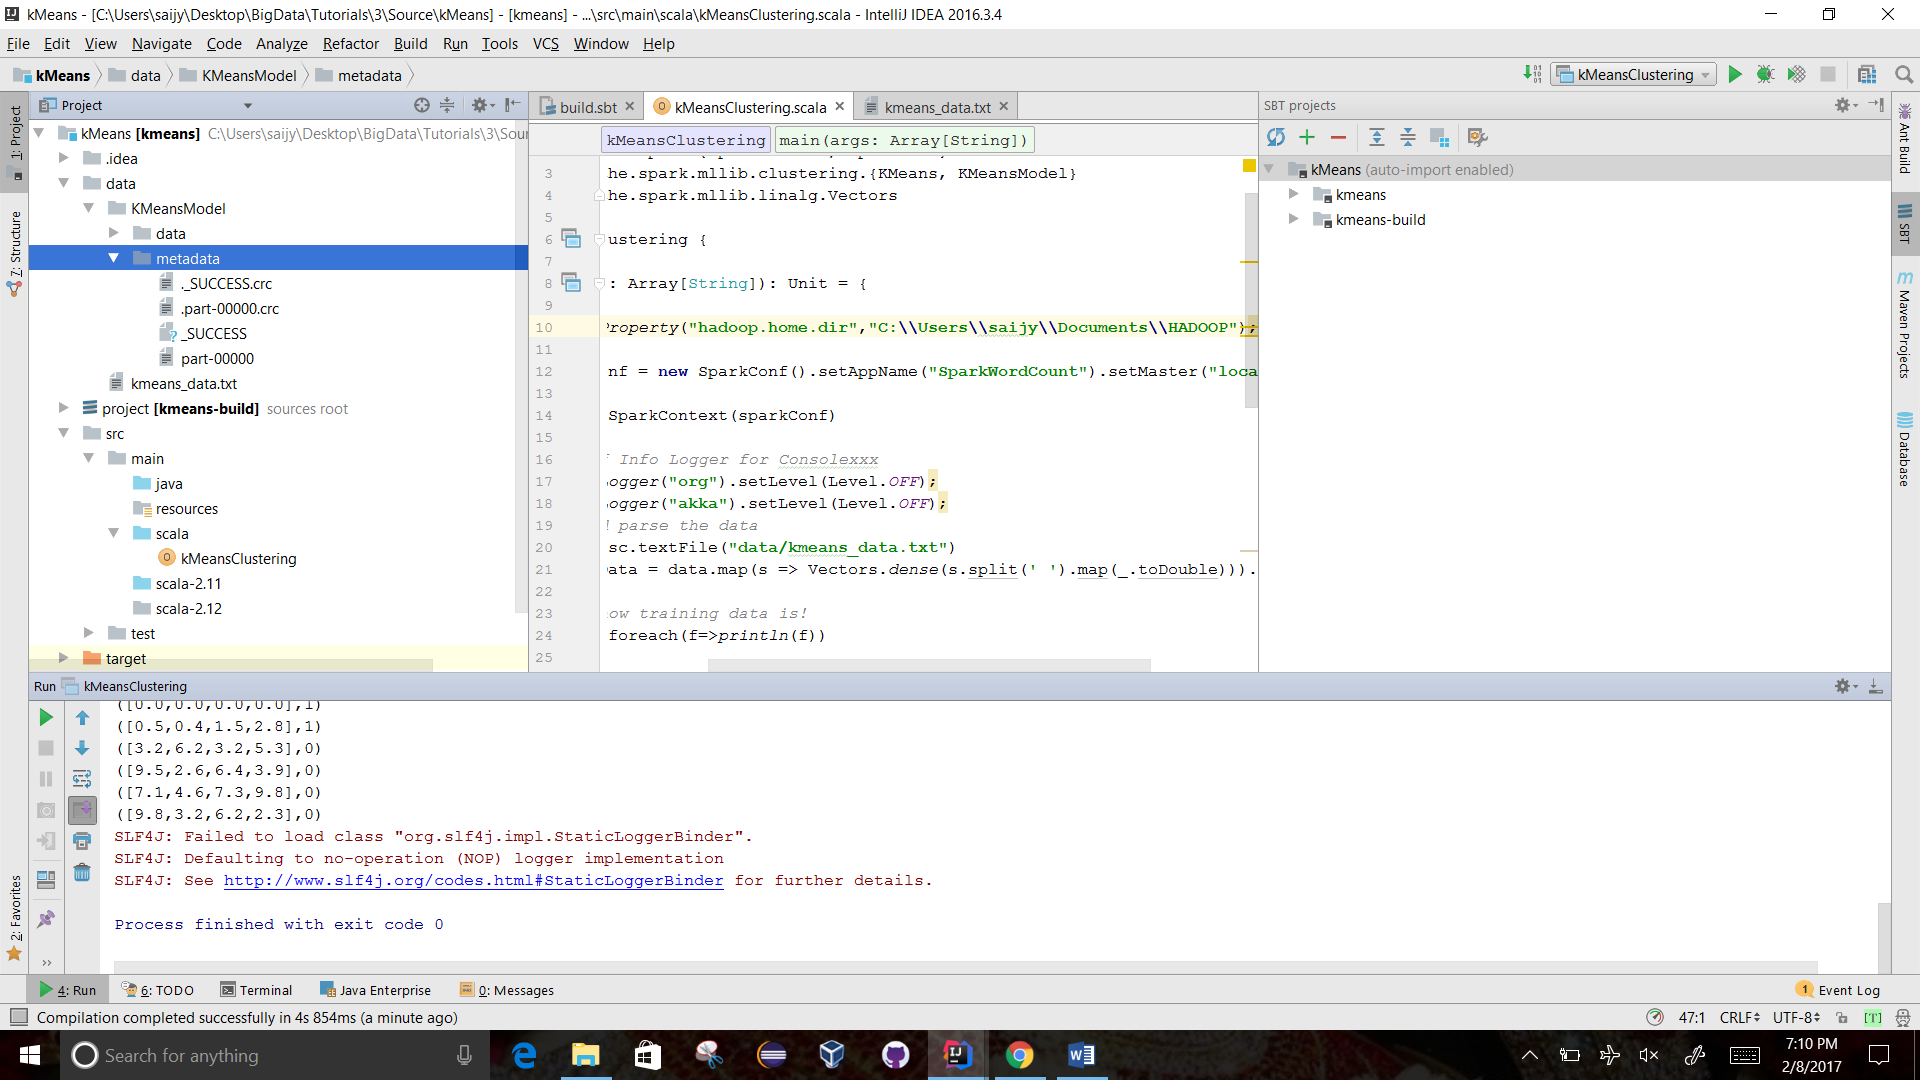 kMeans - [C:\Users\saijy\Desktop\BigData\Tutorials\3\Source\kMeans] - [kmeans] - ...\src\main\scala\kMeansClustering.scala - IntelliJ IDEA 2016.3.4
File Edit View Navigate Code Analyze Refactor Build Run Tools VCS Window Help
kMeans data KMeansModel metadata
kMeansClustering
Project
build.sbt
kMeansClustering.scala
kmeans_data.txt
SBT projects
1: Project
7: Structure
2: Favorites
kMeans [kmeans] C:\Users\saijy\Desktop\BigData\Tutorials\3\Sou
.idea
data
KMeansModel
data
metadata
._SUCCESS.crc
.part-00000.crc
_SUCCESS
part-00000
kmeans_data.txt
project [kmeans-build] sources root
src
main
java
resources
scala
kMeansClustering
scala-2.11
scala-2.12
test
target
kMeansClustering main(args: Array[String])
3 he.spark.mllib.clustering.{KMeans, KMeansModel}
4 he.spark.mllib.linalg.Vectors
5
6 ustering {
7
8 : Array[String]): Unit = {
9
10 Property("hadoop.home.dir","C:\\Users\\saijy\\Documents\\HADOOP");
11
12 nf = new SparkConf().setAppName("SparkWordCount").setMaster("loca
13
14 SparkContext(sparkConf)
15
16 Info Logger for Consolexxx
17 ogger("org").setLevel(Level.OFF);
18 ogger("akka").setLevel(Level.OFF);
19 parse the data
20 sc.textFile("data/kmeans_data.txt")
21 ata = data.map(s => Vectors.dense(s.split(' ').map(_.toDouble))).
22
23 ow training data is!
24 foreach(f=>println(f))
25
kMeans (auto-import enabled)
kmeans
kmeans-build
Ant Build
SBT
Maven Projects
Database
Run kMeansClustering
([0.0,0.0,0.0,0.0],1)
([0.5,0.4,1.5,2.8],1)
([3.2,6.2,3.2,5.3],0)
([9.5,2.6,6.4,3.9],0)
([7.1,4.6,7.3,9.8],0)
([9.8,3.2,6.2,2.3],0)
SLF4J: Failed to load class "org.slf4j.impl.StaticLoggerBinder".
SLF4J: Defaulting to no-operation (NOP) logger implementation
SLF4J: See http://www.slf4j.org/codes.html#StaticLoggerBinder for further details.
Process finished with exit code 0
4: Run 6: TODO Terminal Java Enterprise 0: Messages
1 Event Log
Compilation completed successfully in 4s 854ms (a minute ago)
47:1 CRLF UTF-8 [T]
Search for anything
7:10 PM
2/8/2017